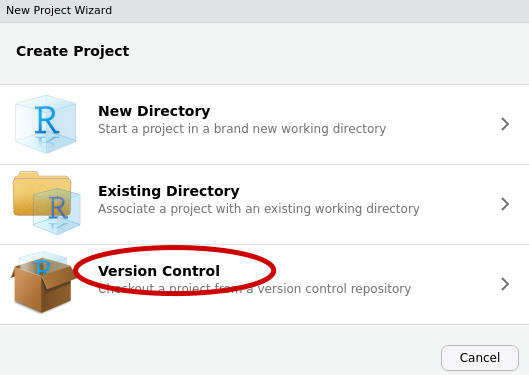 New Project Wizard
Create Project
New Directory
Start a project in a brand new working directory
Existing Directory
Associate a project with an existing working directory
Version Control
Checkout a project from a version control repository
Cancel